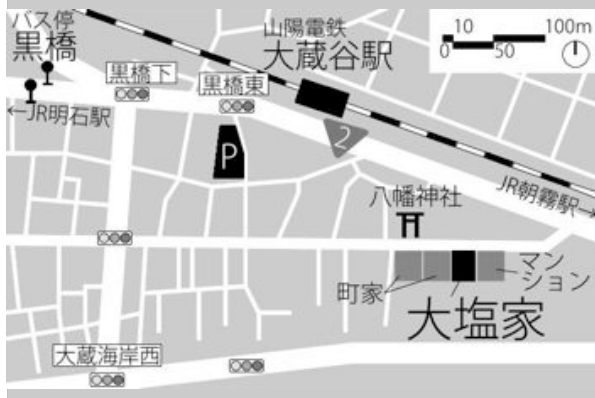 バス停
黒橋
山陽電鉄
大蔵谷駅
10
100m
0
50
黒橋下
黒橋東
←JR明石駅
P
2
JR朝霧駅→
八幡神社
町家
マン
ション
大塩家
大蔵海岸西